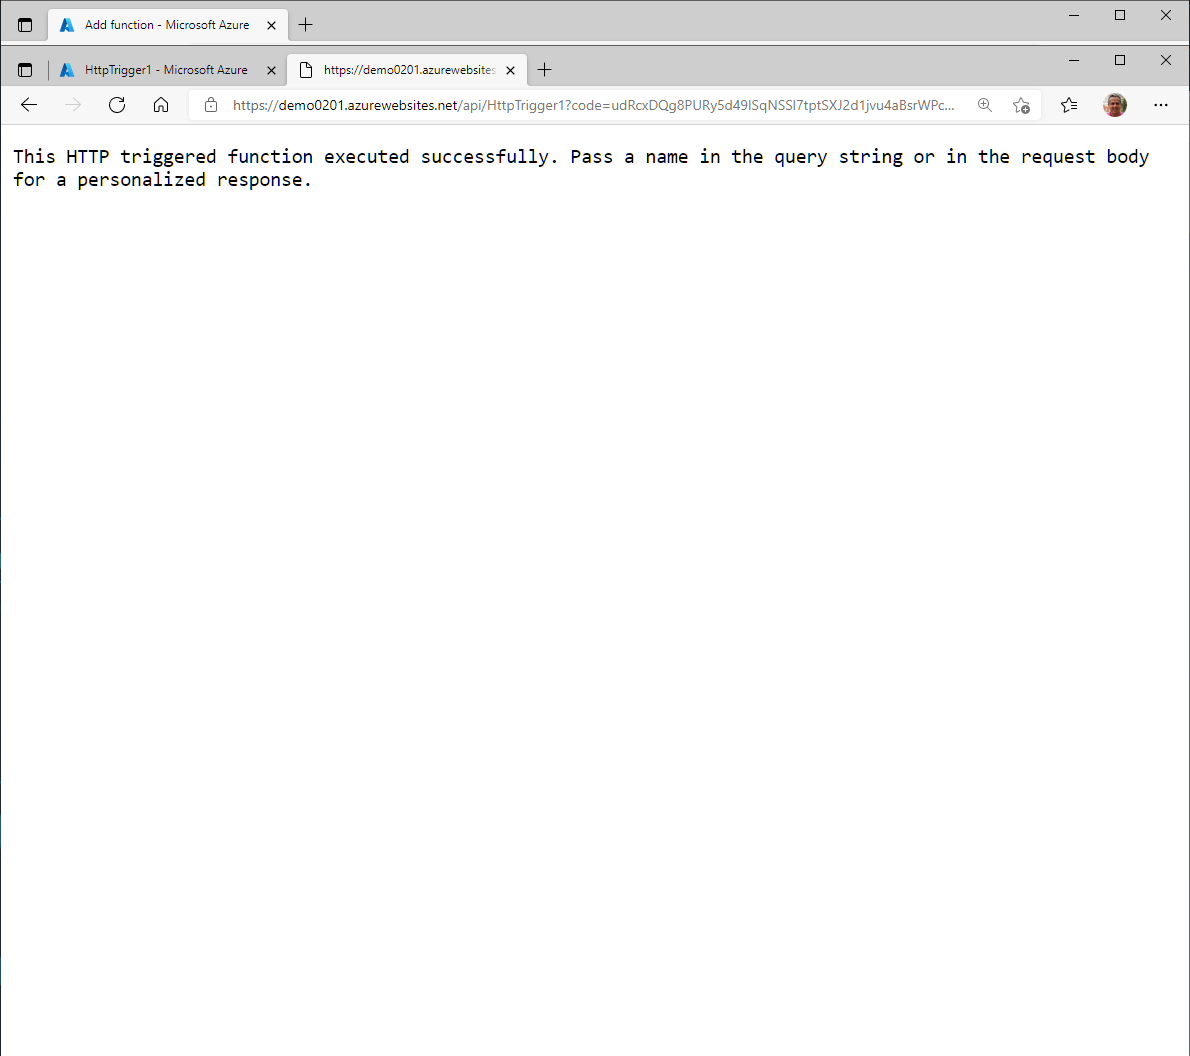 Add function - Microsoft Azure
HttpTrigger1 - Microsoft Azure
https://demo0201.azurewebsites
https://demo0201.azurewebsites.net/api/HttpTrigger1?code=udRcxDQg8PURy5d49lSqNSSl7tptSXJ2d1jvu4aBsrWPc...
This HTTP triggered function executed successfully. Pass a name in the query string or in the request body
for a personalized response.